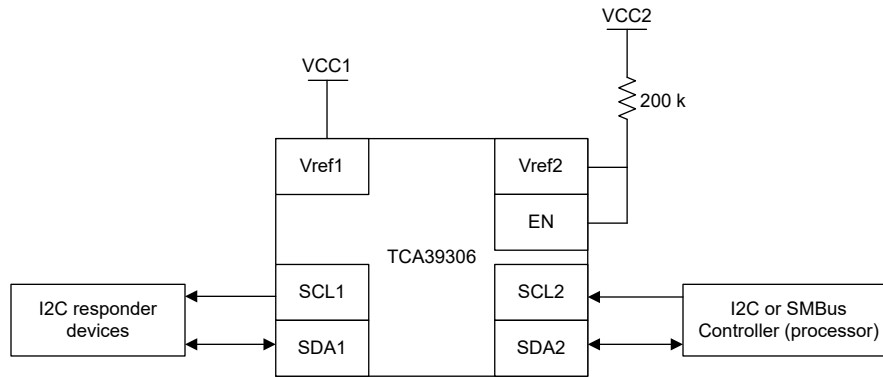 VCC2
VCC1
200 k
Vref1
Vref2
EN
TCA39306
SCL1
SCL2
I2C responder
devices
I2C or SMBus
Controller (processor)
SDA1
SDA2